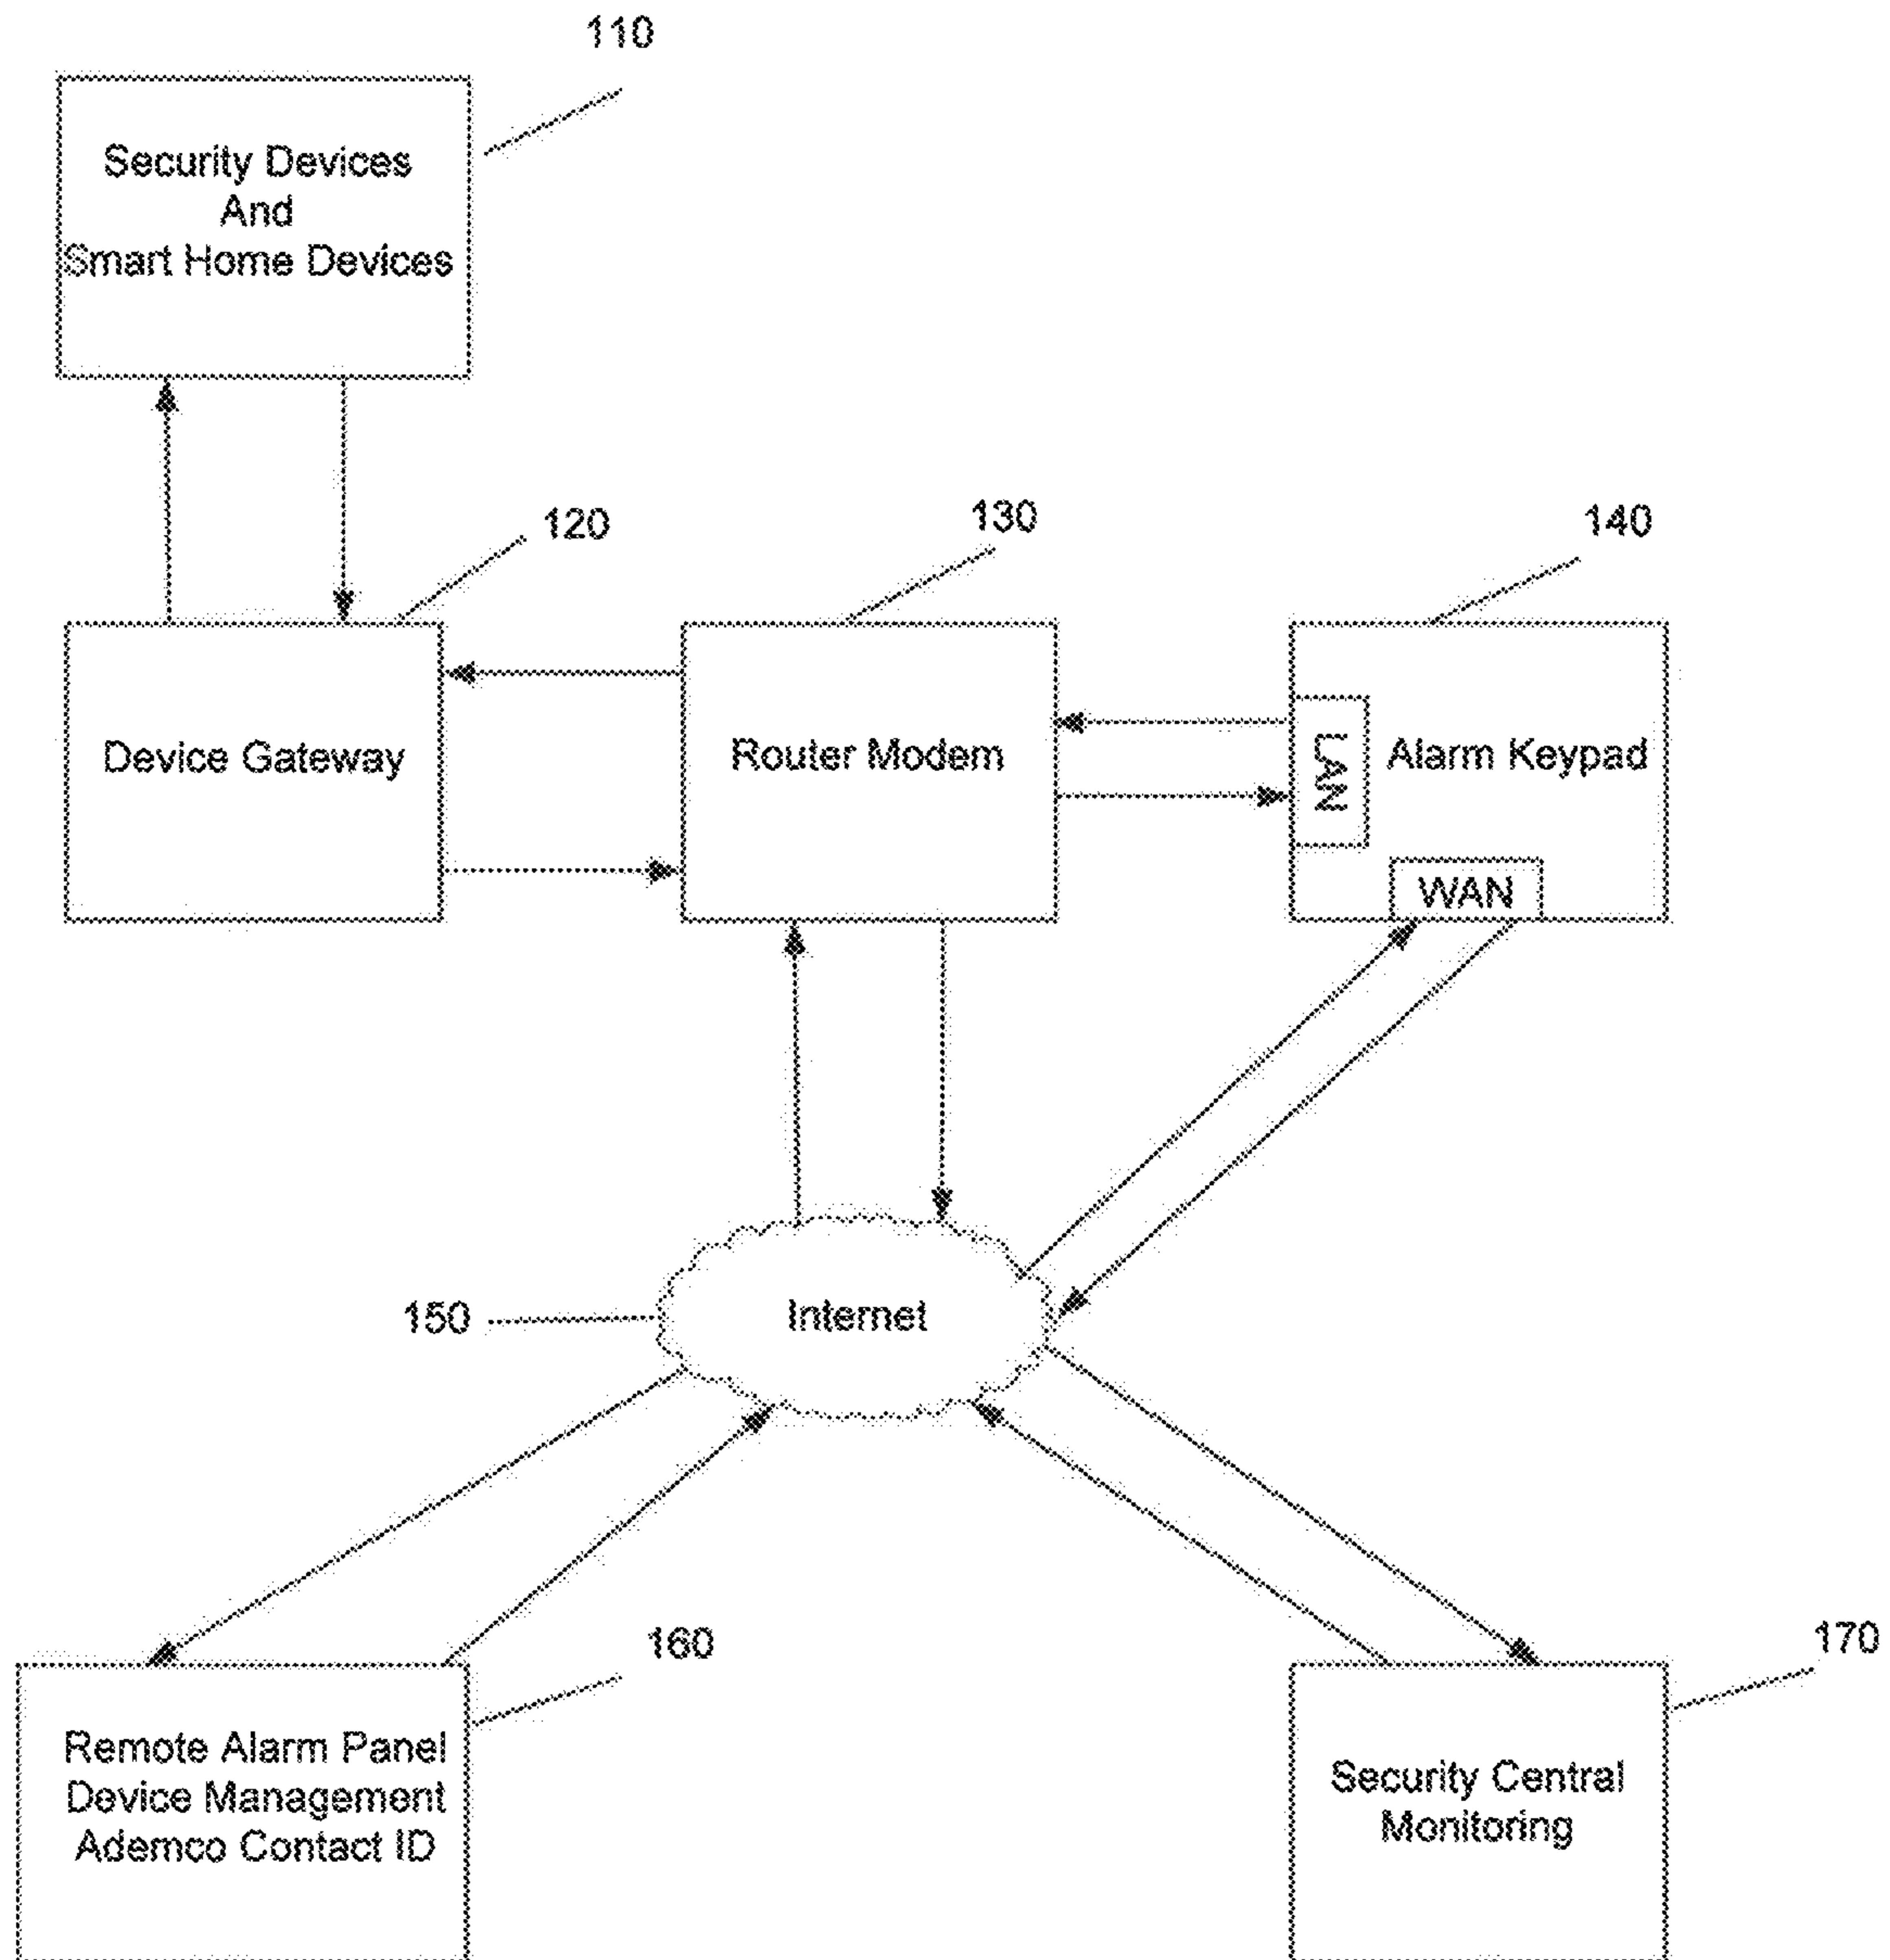 110
Security Devices
And
Smart Home Devices
120
130
140
Device Gateway
Router Modem
LAN
Alarm Keypad
WAN
150
Internet
160
170
Remote Alarm Panel
Device Management
Ademco Contact ID
Security Central
Monitoring